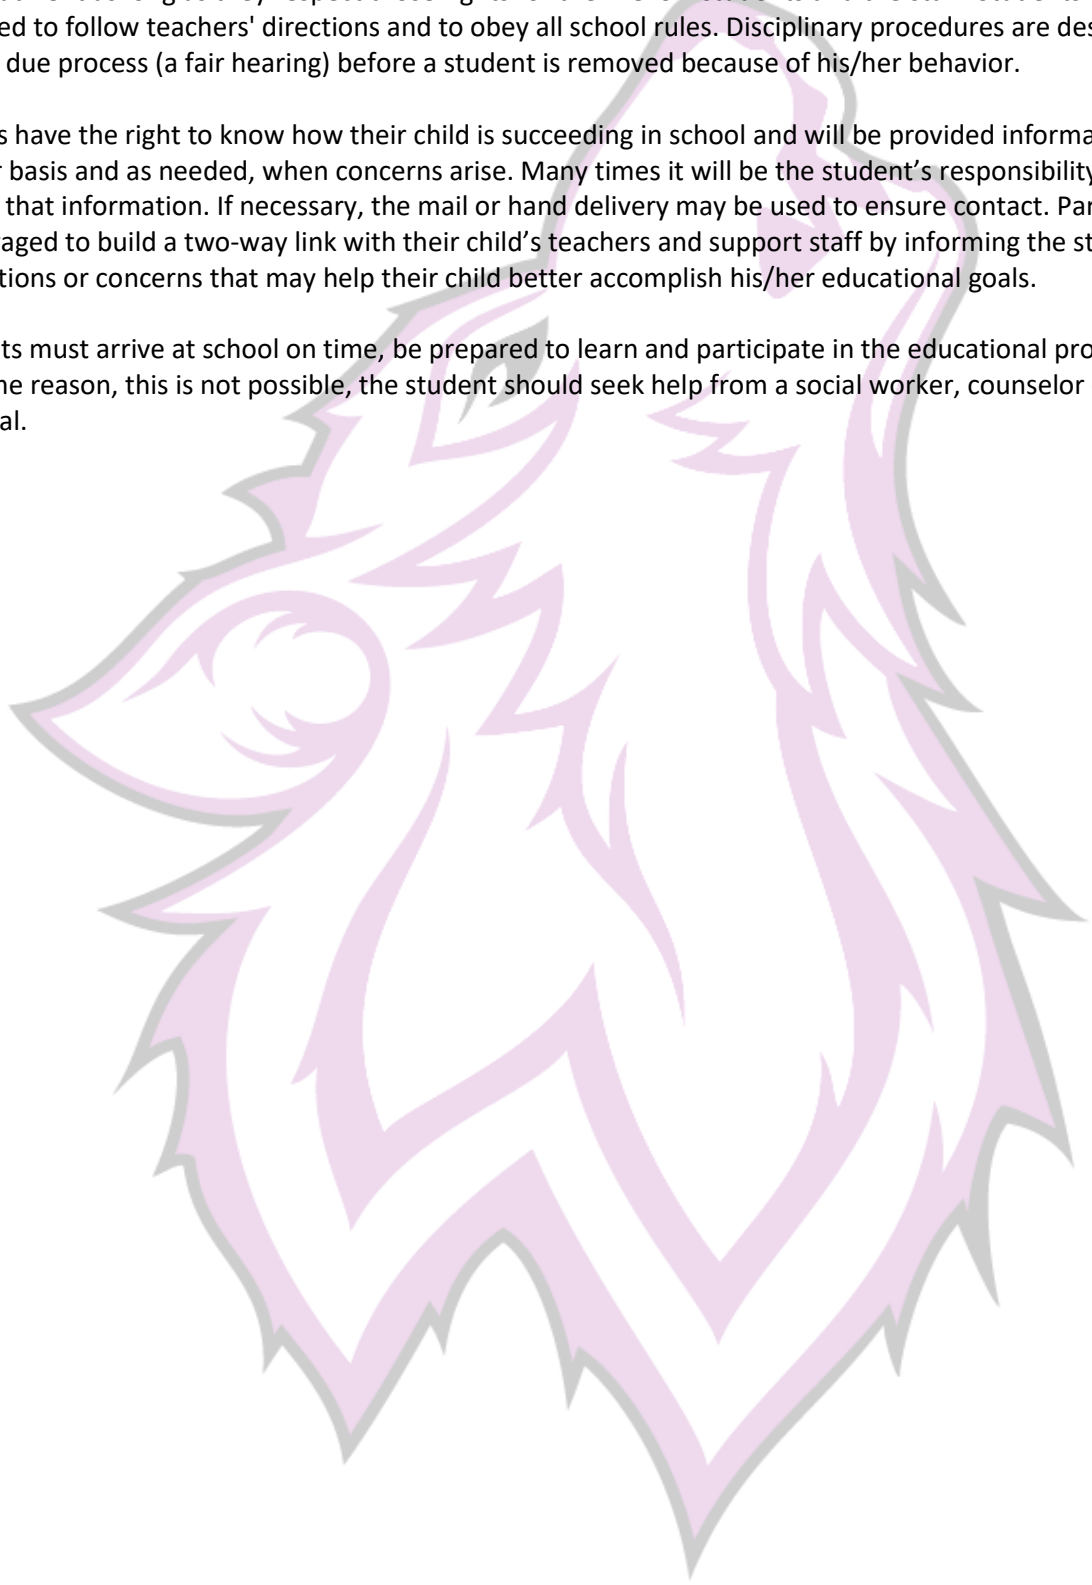 ed to follow teachers' directions and to obey all school rules. Disciplinary procedures are des
due process (a fair hearing) before a student is removed because of his/her behavior.
s have the right to know how their child is succeeding in school and will be provided informa
r basis and as needed, when concerns arise. Many times it will be the student’s responsibility
that information. If necessary, the mail or hand delivery may be used to ensure contact. Par
aged to build a two-way link with their child’s teachers and support staff by informing the st
tions or concerns that may help their child better accomplish his/her educational goals.
ts must arrive at school on time, be prepared to learn and participate in the educational pro
ne reason, this is not possible, the student should seek help from a social worker, counselor
al.